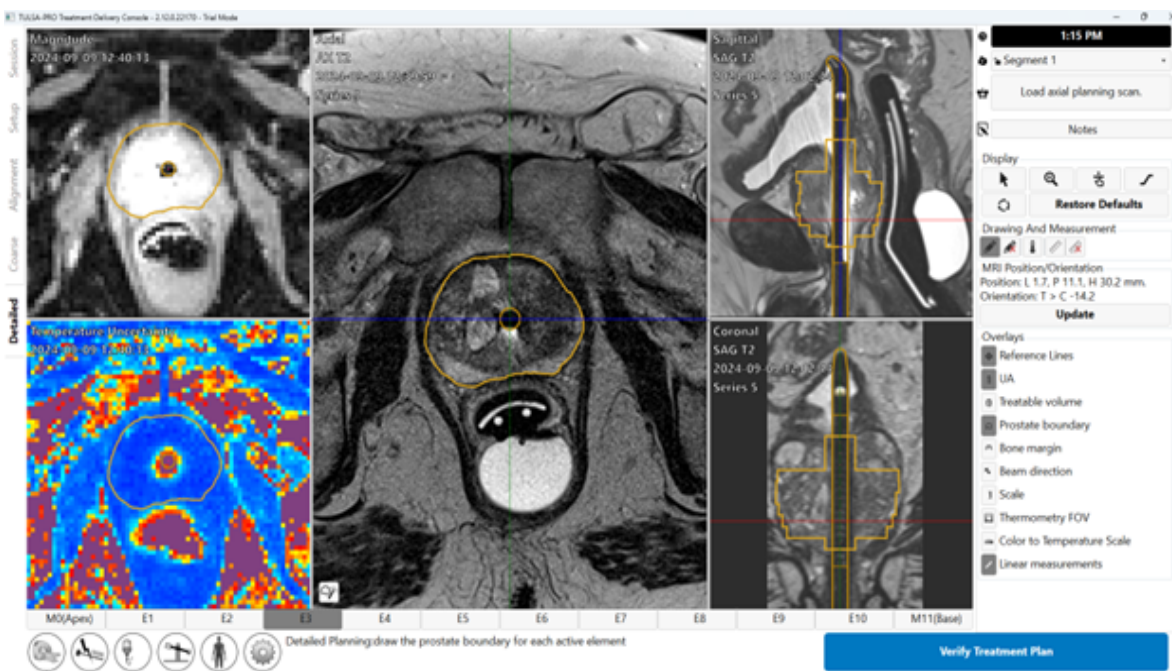 TULSA-PRO Treatment Delivery Console - 2.12.0.22170 - Trial Mode
Session
Setup
Alignment
Coarse
Detailed
Magnitude
2024-09-09 12:40:13
Axial
AX T2
Series
Sagittal
SAG T2
Series 5
Temperature Uncertainty
Coronal
SAG T2
Series 5
1:15 PM
Segment 1
Load axial planning scan.
Notes
Display
Restore Defaults
Drawing And Measurement
MRI Position/Orientation
Position: L 1.7, P 11.1, H 30.2 mm.
Orientation: T > C -14.2
Update
Overlays
Reference Lines
UA
Treatable volume
Prostate boundary
Bone margin
Beam direction
Scale
Thermometry FOV
Color to Temperature Scale
Linear measurements
M0(Apex) E1 E2 E3 E4 E5 E6 E7 E8 E9 E10 M11(Base)
Detailed Planning:draw the prostate boundary for each active element
Verify Treatment Plan